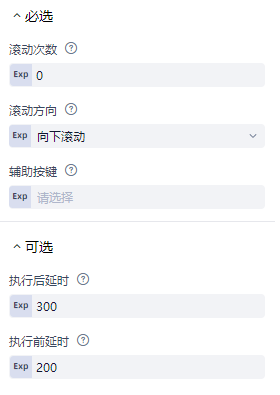 必选
滚动次数
Exp 0
滚动方向
Exp 向下滚动
辅助按键
Exp 请选择
可选
执行后延时
Exp 300
执行前延时
Exp 200